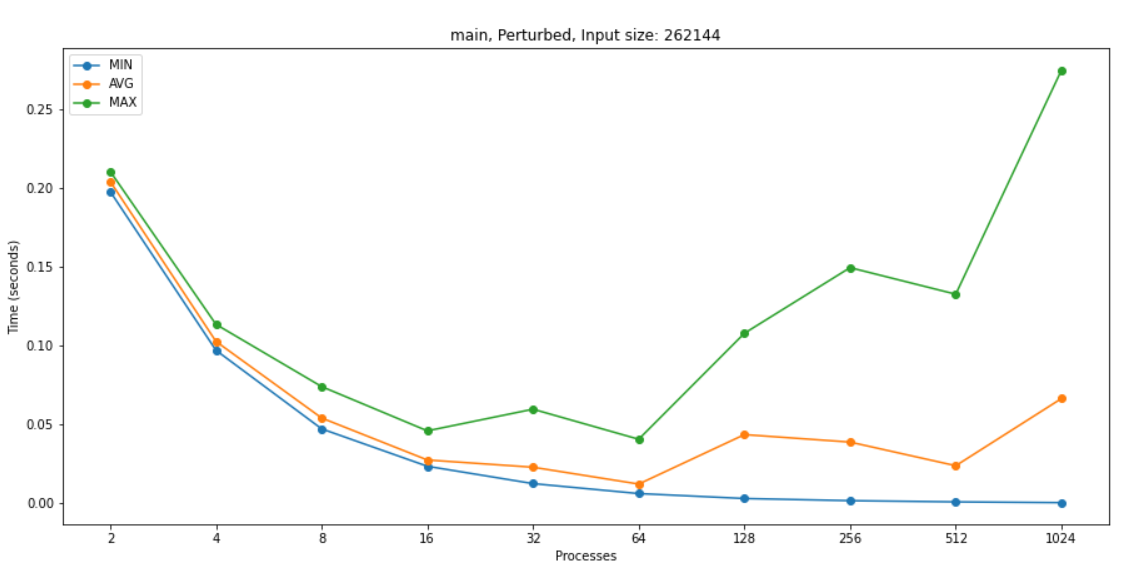 main, Perturbed, Input size: 262144
MIN
AVG
MAX
0.25
0.20
0.15
0.10
0.05
0.00
Time (seconds)
2 4 8 16 32 64 128 256 512 1024
Processes